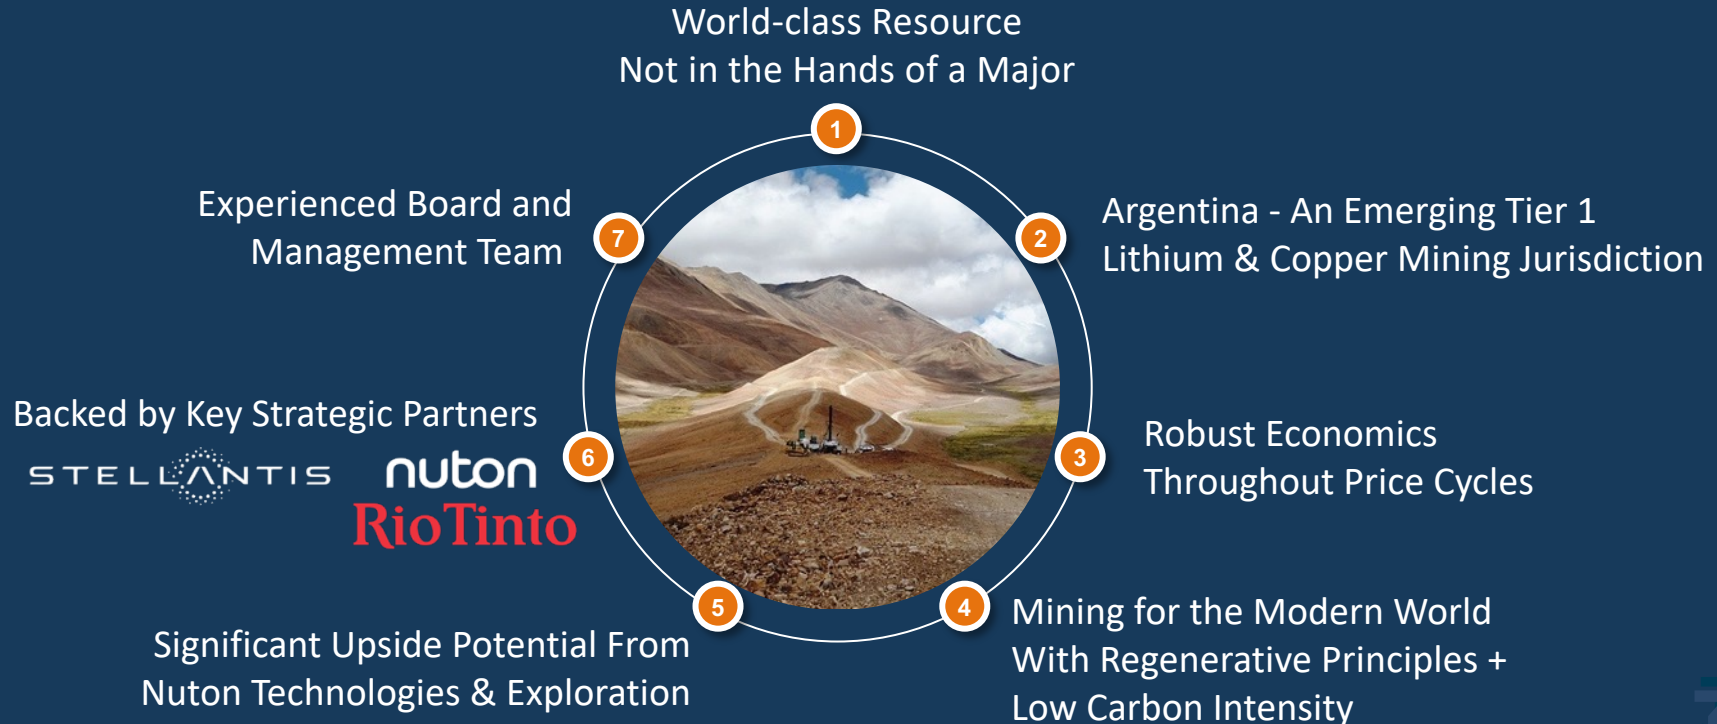 World-class Resource
Not in the Hands of a Major
1
2
Argentina - An Emerging Tier 1
Lithium & Copper Mining Jurisdiction
3
Robust Economics
Throughout Price Cycles
4
Mining for the Modern World
With Regenerative Principles +
Low Carbon Intensity
5
Significant Upside Potential From
Nuton Technologies & Exploration
6
Backed by Key Strategic Partners
STELLANTIS
nuton
RioTinto
7
Experienced Board and
Management Team